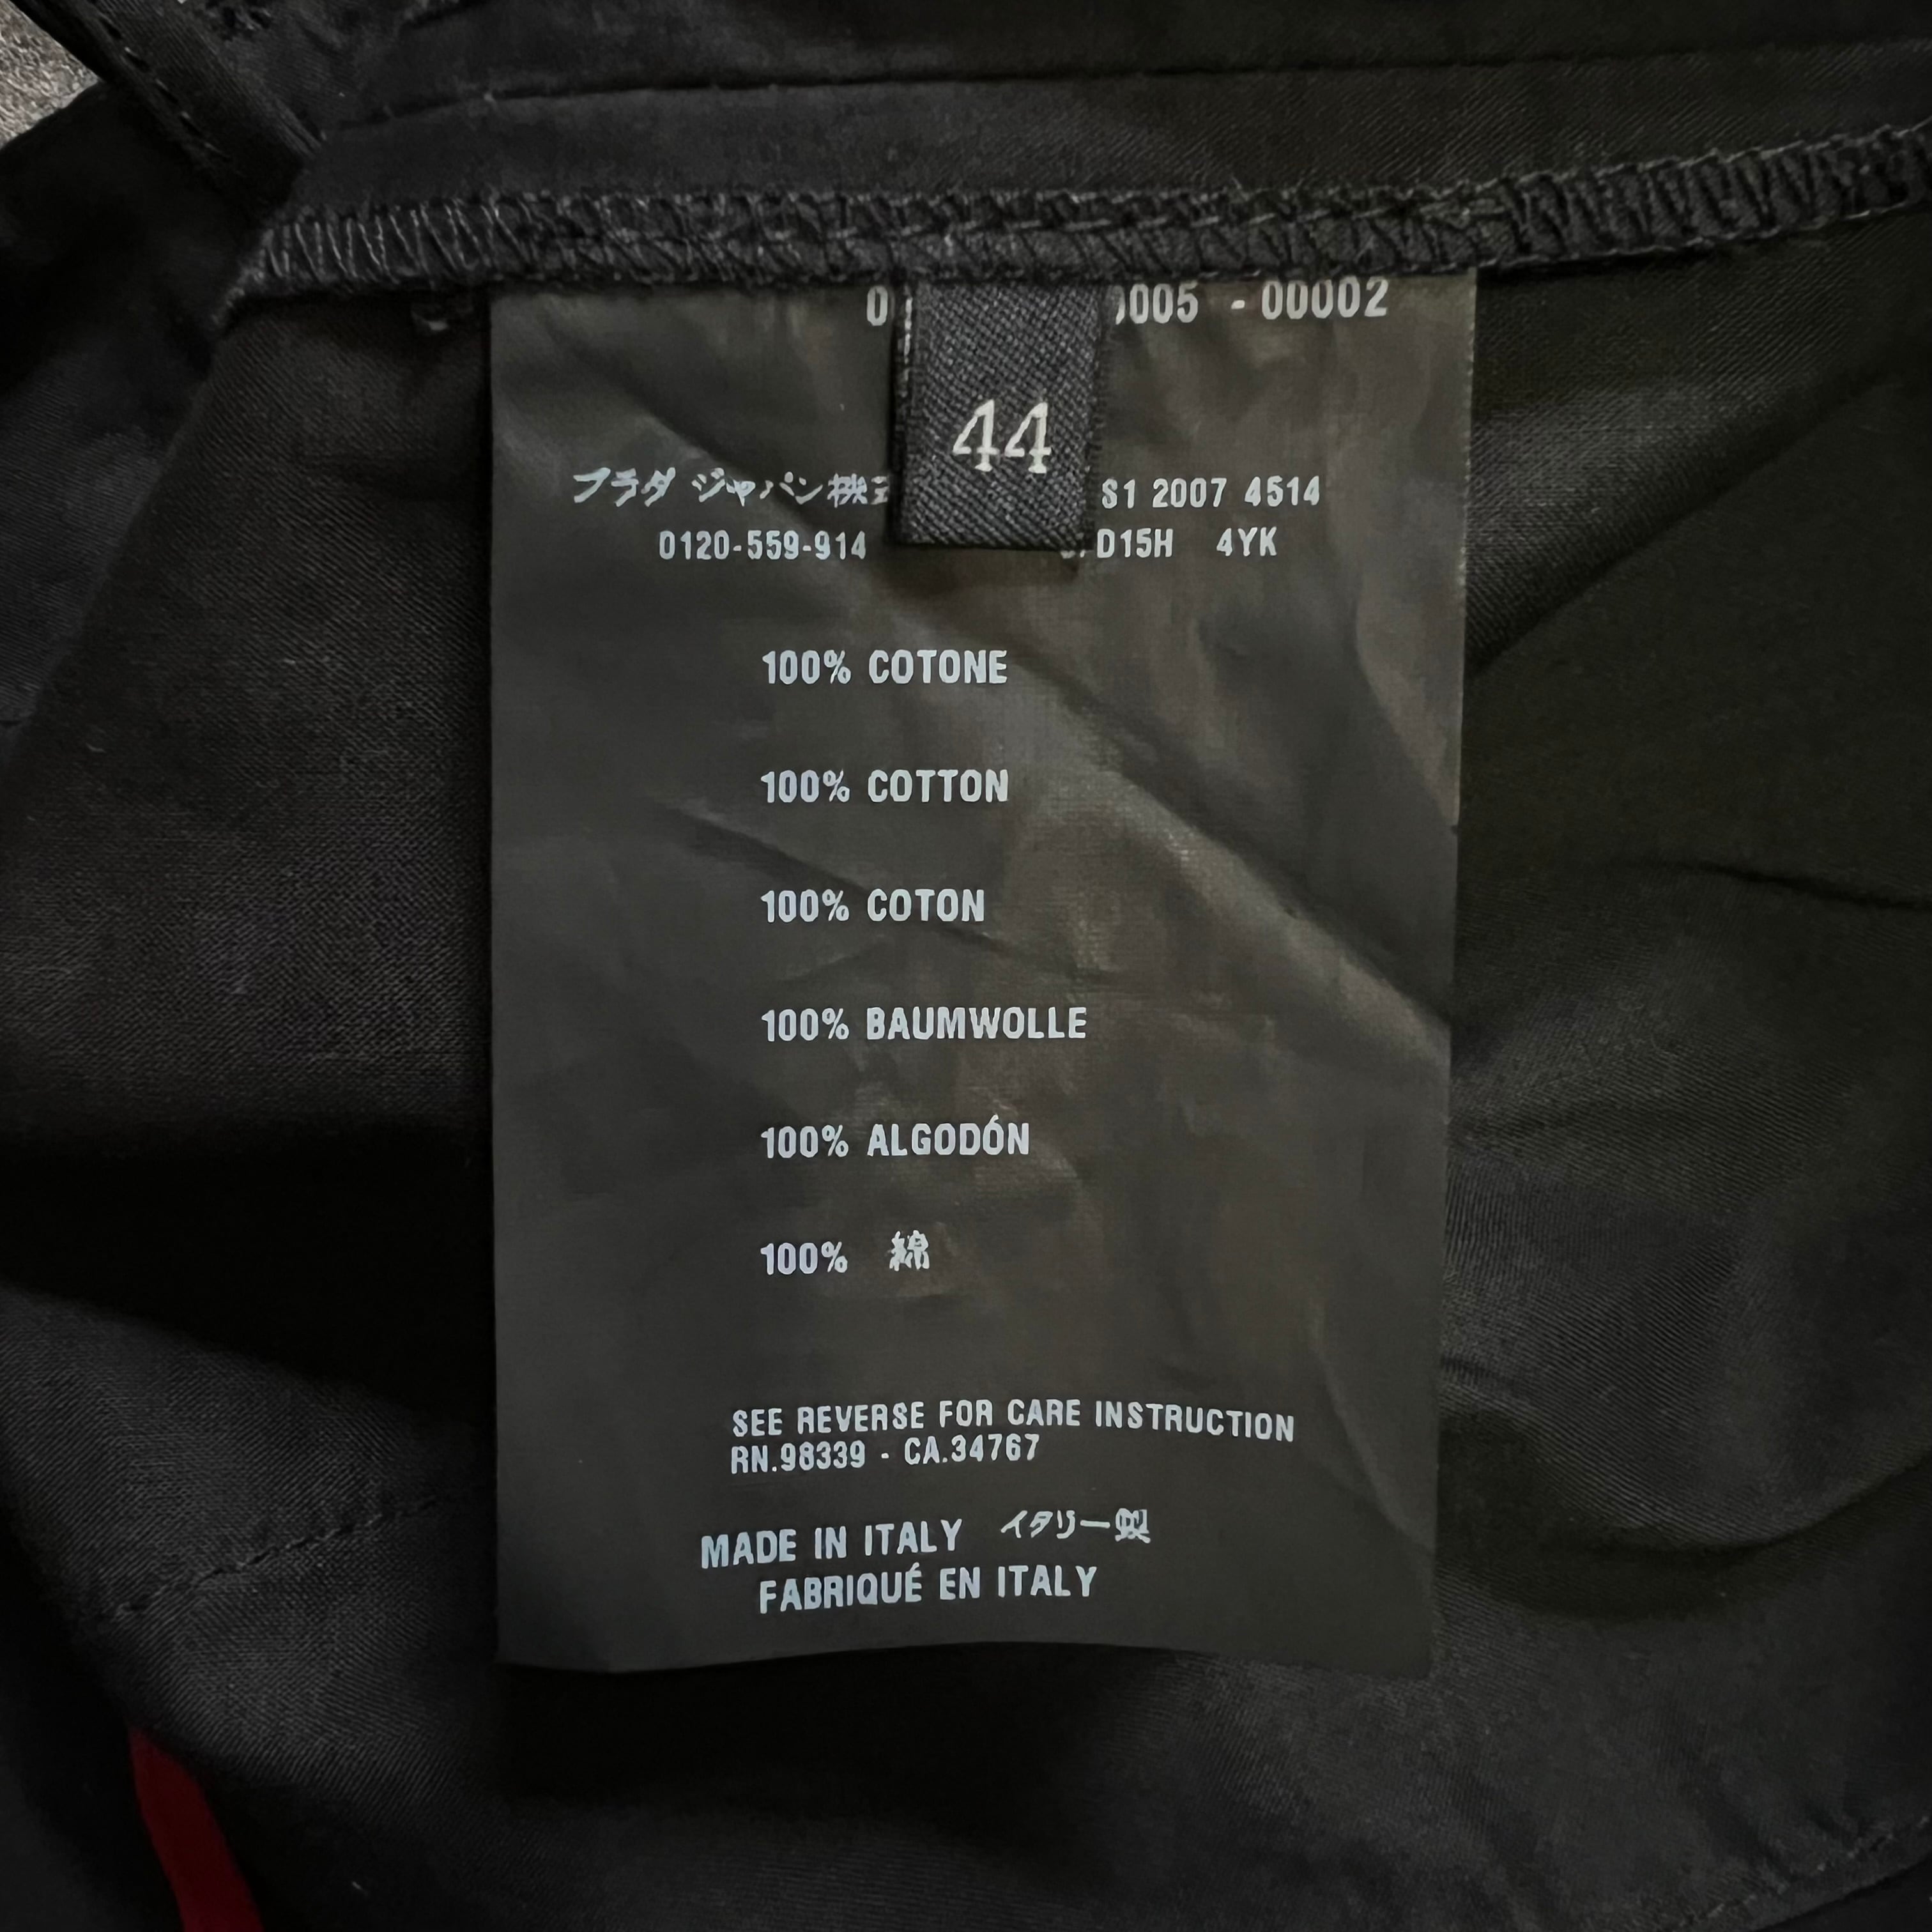 005 - 00002
44
プラダ ジャパン株 S1 2007 4514
0120-559-914 D15H 4YK
100% COTONE
100% COTTON
100% COTON
100% BAUMWOLLE
100% ALGODÓN
100% 綿
SEE REVERSE FOR CARE INSTRUCTION
RN.98339 - CA.34767
MADE IN ITALY イタリー製
FABRIQUÉ EN ITALY